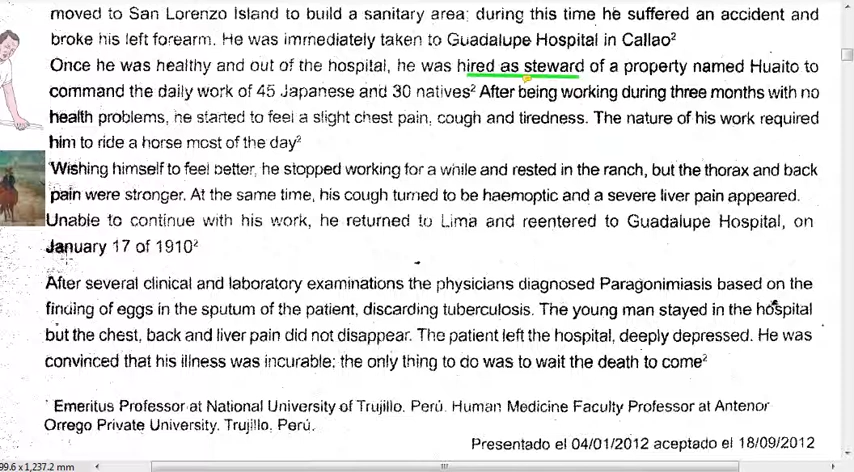 moved to San Lorenzo Island to build a sanitary area; during this time he suffered an accident and
broke his left forearm. He was immediately taken to Guadalupe Hospital in Callao²
Once he was healthy and out of the hospital, he was hired as steward of a property named Huaito to
command the daily work of 45 Japanese and 30 natives² After being working during three months with no
health problems, he started to feel a slight chest pain, cough and tiredness. The nature of his work required
him to ride a horse most of the day²
Wishing himself to feel better, he stopped working for a while and rested in the ranch, but the thorax and back
pain were stronger. At the same time, his cough turned to be haemoptic and a severe liver pain appeared.
Unable to continue with his work, he returned to Lima and reentered to Guadalupe Hospital, on
January 17 of 1910²
After several clinical and laboratory examinations the physicians diagnosed Paragonimiasis based on the
finding of eggs in the sputum of the patient, discarding tuberculosis. The young man stayed in the hospital
but the chest, back and liver pain did not disappear. The patient left the hospital, deeply depressed. He was
convinced that his illness was incurable; the only thing to do was to wait the death to come²
Emeritus Professor at National University of Trujillo. Perú. Human Medicine Faculty Professor at Antenor
Orrego Private University. Trujillo, Perú.
Presentado el 04/01/2012 aceptado el 18/09/2012
99.6 x 1,237.2 mm